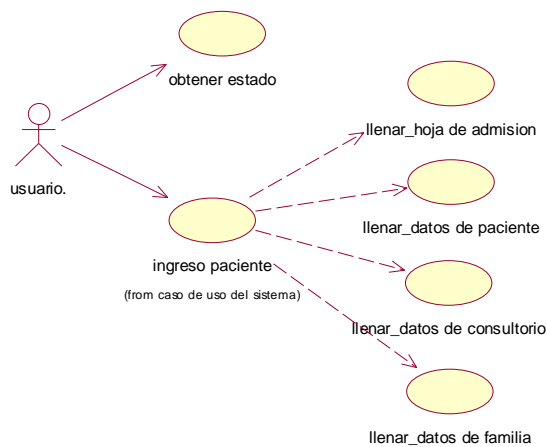 obtener estado
llenar_hoja de admision
usuario.
llenar_datos de paciente
ingreso paciente
(from caso de uso del sistema)
llenar_datos de consultorio
llenar_datos de familia